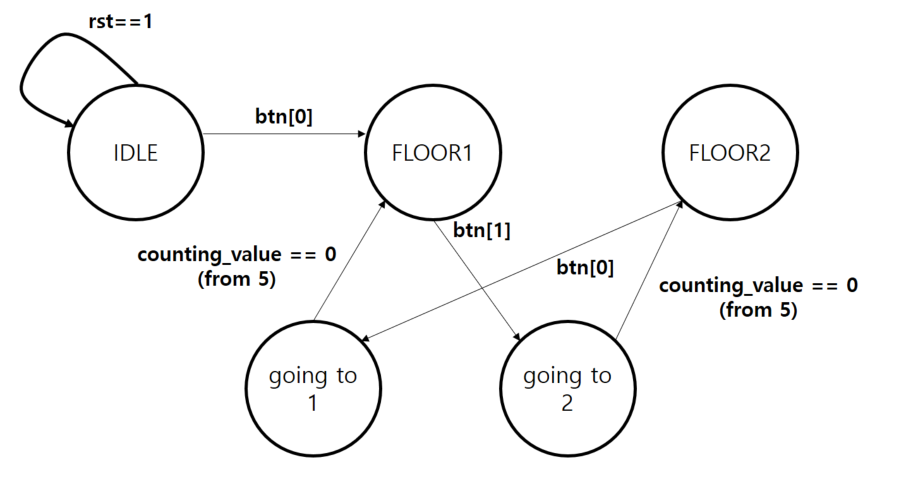 rst==1
btn[0]
IDLE
FLOOR1
FLOOR2
btn[1]
counting_value == 0
(from 5)
btn[0]
counting_value == 0
(from 5)
going to
1
going to
2